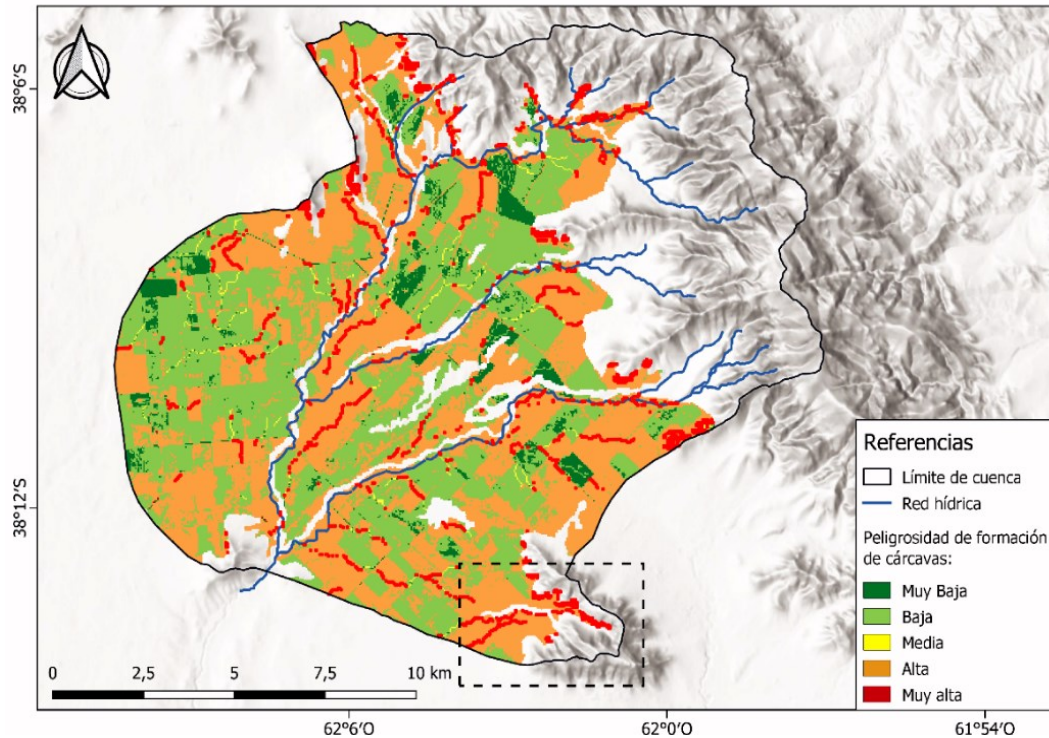 38°6′S
38°12′S
Referencias
Límite de cuenca
Red hídrica
Peligrosidad de formación
de cárcavas:
Muy Baja
Baja
Media
Alta
Muy alta
0 2,5 5 7,5 10 km
62°6′O 62°0′O 61°54′O